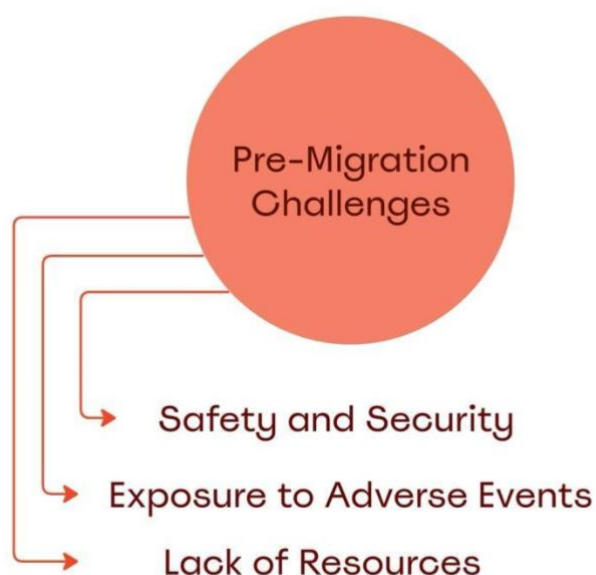 Pre-Migration
Challenges
Safety and Security
Exposure to Adverse Events
Lack of Resources